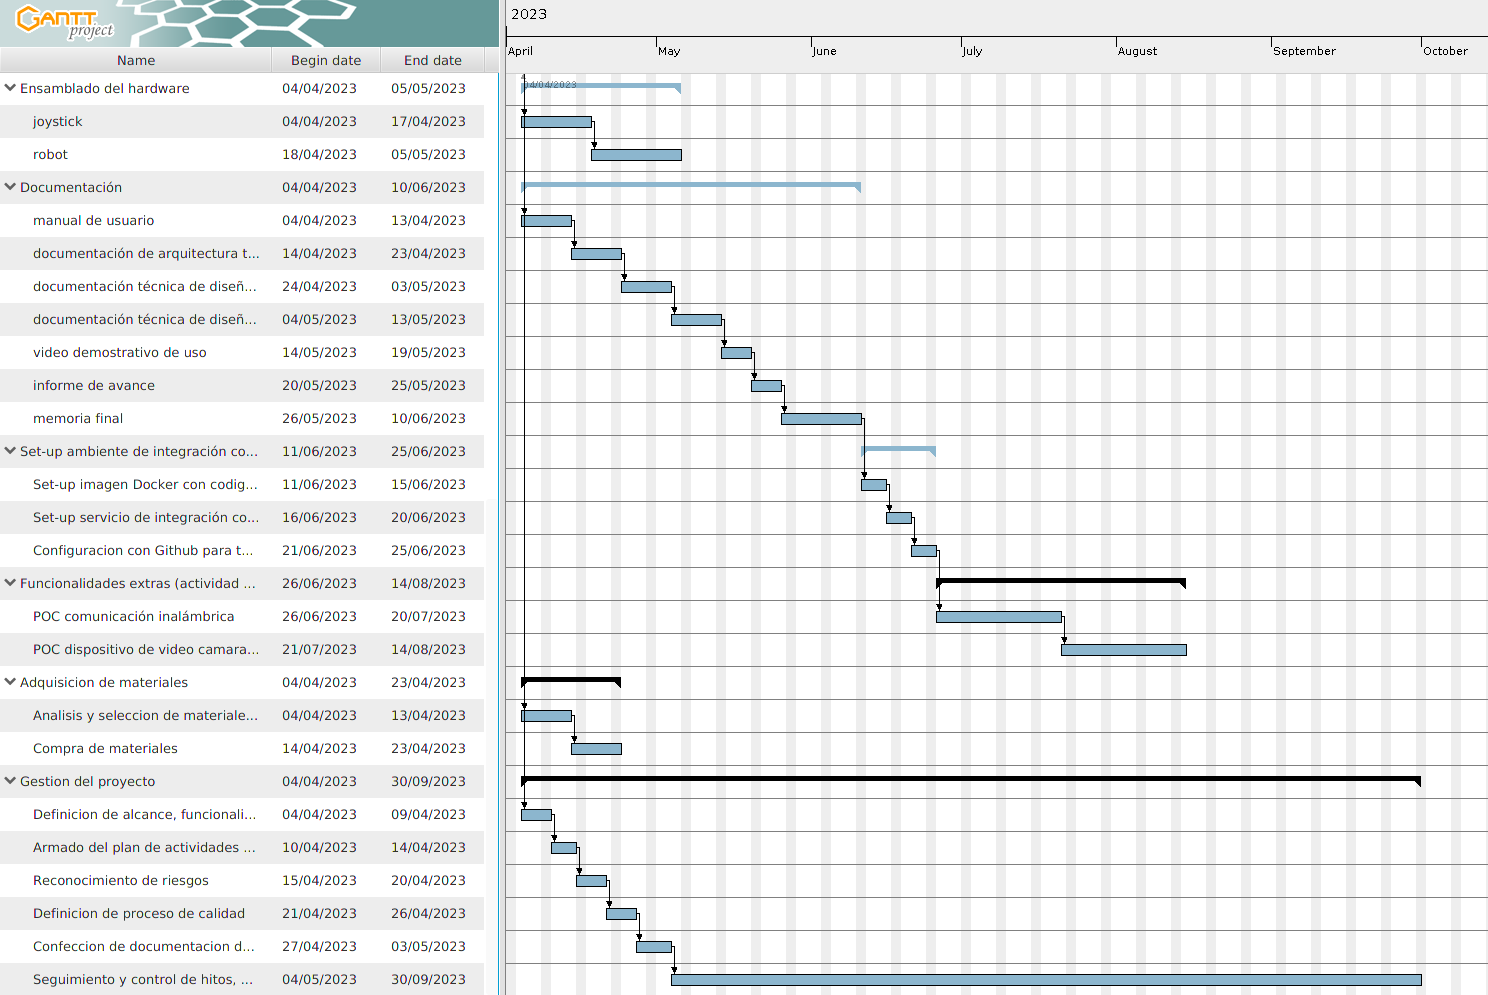 GANTT
project
2023
Name Begin date End date
April May June July August September October
Ensamblado del hardware 04/04/2023 05/05/2023
04/04/2023
joystick 04/04/2023 17/04/2023
robot 18/04/2023 05/05/2023
Documentación 04/04/2023 10/06/2023
manual de usuario 04/04/2023 13/04/2023
documentación de arquitectura t... 14/04/2023 23/04/2023
documentación técnica de diseñ... 24/04/2023 03/05/2023
documentación técnica de diseñ... 04/05/2023 13/05/2023
video demostrativo de uso 14/05/2023 19/05/2023
informe de avance 20/05/2023 25/05/2023
memoria final 26/05/2023 10/06/2023
Set-up ambiente de integración co... 11/06/2023 25/06/2023
Set-up imagen Docker con codig... 11/06/2023 15/06/2023
Set-up servicio de integración co... 16/06/2023 20/06/2023
Configuracion con Github para t... 21/06/2023 25/06/2023
Funcionalidades extras (actividad ... 26/06/2023 14/08/2023
POC comunicación inalámbrica 26/06/2023 20/07/2023
POC dispositivo de video camara... 21/07/2023 14/08/2023
Adquisicion de materiales 04/04/2023 23/04/2023
Analisis y seleccion de materiale... 04/04/2023 13/04/2023
Compra de materiales 14/04/2023 23/04/2023
Gestion del proyecto 04/04/2023 30/09/2023
Definicion de alcance, funcionali... 04/04/2023 09/04/2023
Armado del plan de actividades ... 10/04/2023 14/04/2023
Reconocimiento de riesgos 15/04/2023 20/04/2023
Definicion de proceso de calidad 21/04/2023 26/04/2023
Confeccion de documentacion d... 27/04/2023 03/05/2023
Seguimiento y control de hitos, ... 04/05/2023 30/09/2023